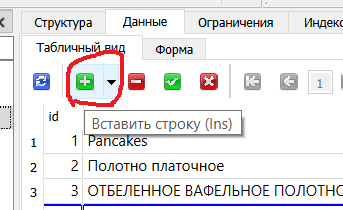 Структура Данные Ограничения Индекс
Табличный вид Форма
1
Вставить строку (Ins)
id
1 1 Pancakes
2 2 Полотно платочное
3 3 ОТБЕЛЕННОЕ ВАФЕЛЬНОЕ ПОЛОТНО